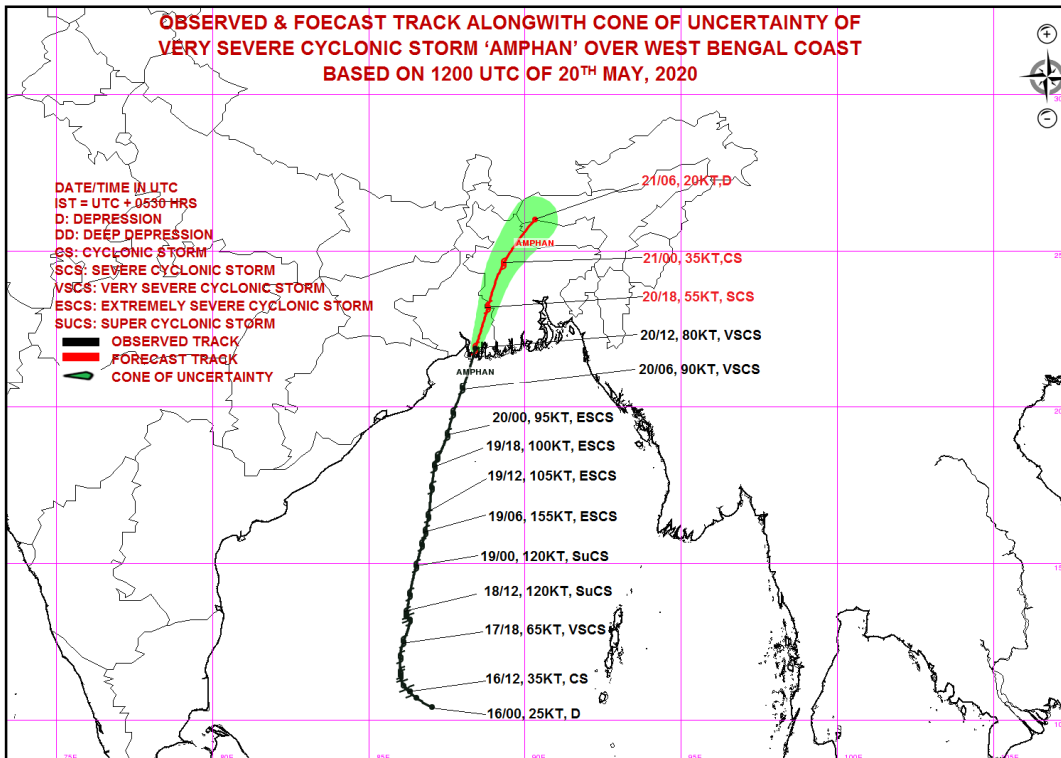 OBSERVED & FOECAST TRACK ALONGWITH CONE OF UNCERTAINTY OF
VERY SEVERE CYCLONIC STORM ‘AMPHAN’ OVER WEST BENGAL COAST
BASED ON 1200 UTC OF 20TH MAY, 2020
DATE/TIME IN UTC
IST = UTC + 0530 HRS
D: DEPRESSION
DD: DEEP DEPRESSION
CS: CYCLONIC STORM
SCS: SEVERE CYCLONIC STORM
VSCS: VERY SEVERE CYCLONIC STORM
ESCS: EXTREMELY SEVERE CYCLONIC STORM
SUCS: SUPER CYCLONIC STORM
OBSERVED TRACK
FORECAST TRACK
CONE OF UNCERTAINTY
21/06, 20KT,D
AMPHAN
21/00, 35KT,CS
20/18, 55KT, SCS
20/12, 80KT, VSCS
AMPHAN
20/06, 90KT, VSCS
20/00, 95KT, ESCS
19/18, 100KT, ESCS
19/12, 105KT, ESCS
19/06, 155KT, ESCS
19/00, 120KT, SuCS
18/12, 120KT, SuCS
17/18, 65KT, VSCS
16/12, 35KT, CS
16/00, 25KT, D
75E
80E
85E
90E
95E
100E